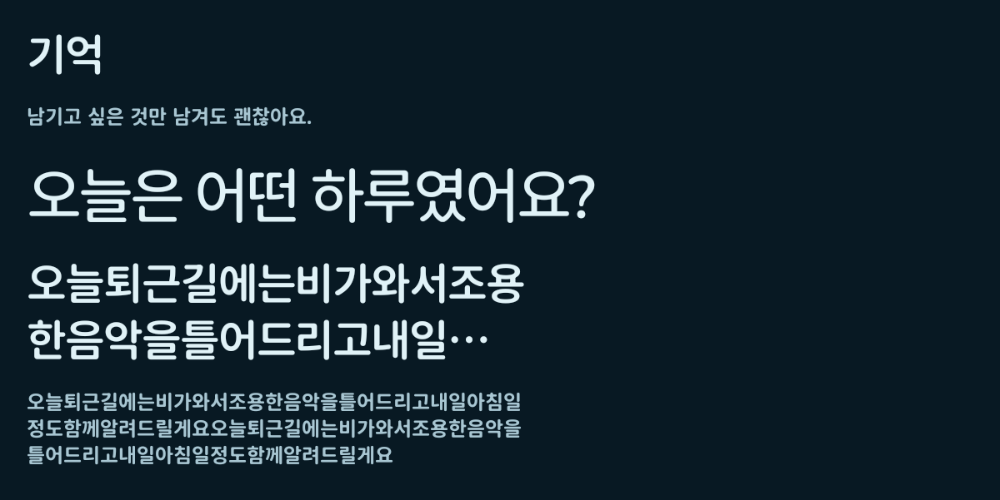 기억
남기고 싶은 것만 남겨도 괜찮아요.
오늘은 어떤 하루였어요?
오늘퇴근길에는비가와서조용
한음악을틀어드리고내일…
오늘퇴근길에는비가와서조용한음악을틀어드리고내일아침일
정도함께알려드릴게요오늘퇴근길에는비가와서조용한음악을
틀어드리고내일아침일정도함께알려드릴게요